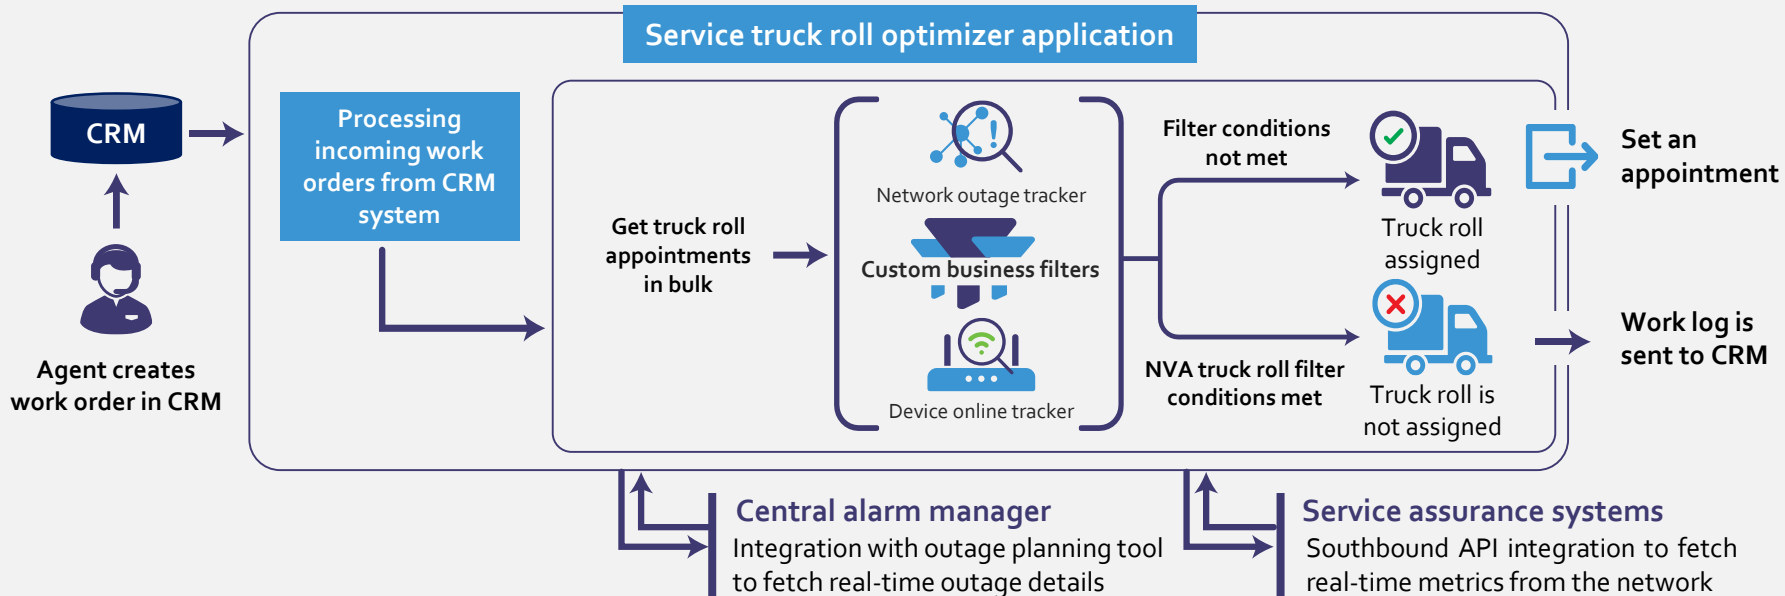 Service truck roll optimizer application
CRM
Agent creates
work order in CRM
Processing
incoming work
orders from CRM
system
Get truck roll
appointments
in bulk
Network outage tracker
Custom business filters
Device online tracker
Filter conditions
not met
NVA truck roll filter
conditions met
Truck roll
assigned
Truck roll is
not assigned
Set an
appointment
Work log is
sent to CRM
Central alarm manager
Integration with outage planning tool
to fetch real-time outage details
Service assurance systems
Southbound API integration to fetch
real-time metrics from the network